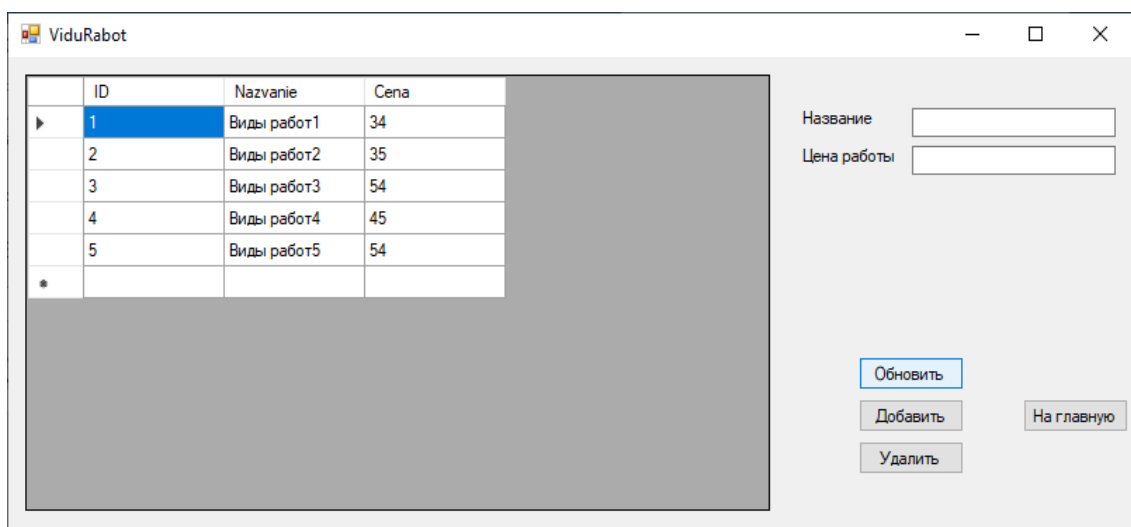 ViduRabot
ID Nazvanie Cena
1 Виды работ1 34
2 Виды работ2 35
3 Виды работ3 54
4 Виды работ4 45
5 Виды работ5 54
Название
Цена работы
Обновить
Добавить На главную
Удалить